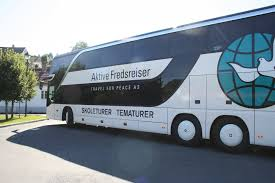 Aktive Fredsreiser
TRAVEL FOR PEACE AS
SKOLETURER TEMATURER